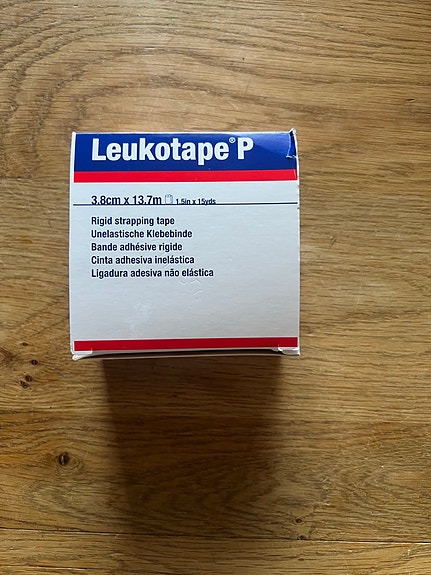 Leukotape® P
3.8cm x 13.7m 1.5in x 15yds
Rigid strapping tape
Unelastische Klebebinde
Bande adhésive rigide
Cinta adhesiva inelástica
Ligadura adesiva não elástica